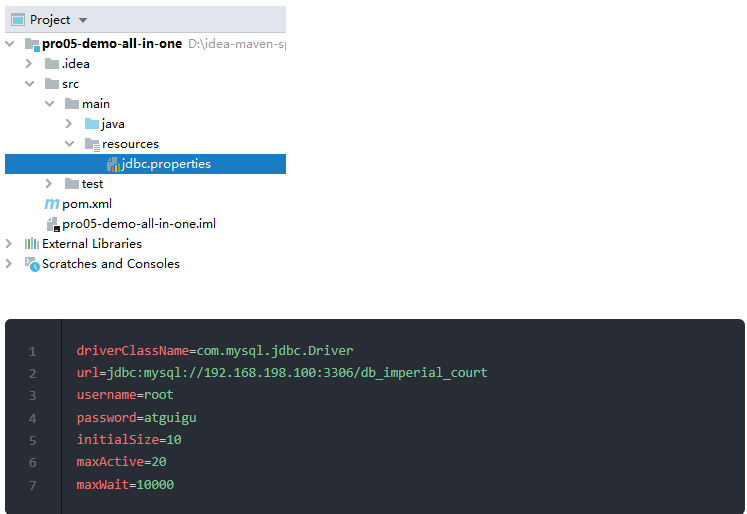 Project
pro05-demo-all-in-one D:\idea-maven-sp
.idea
src
main
java
resources
jdbc.properties
test
pom.xml
pro05-demo-all-in-one.iml
External Libraries
Scratches and Consoles
1 driverClassName=com.mysql.jdbc.Driver
2 url=jdbc:mysql://192.168.198.100:3306/db_imperial_court
3 username=root
4 password=atguigu
5 initialSize=10
6 maxActive=20
7 maxWait=10000